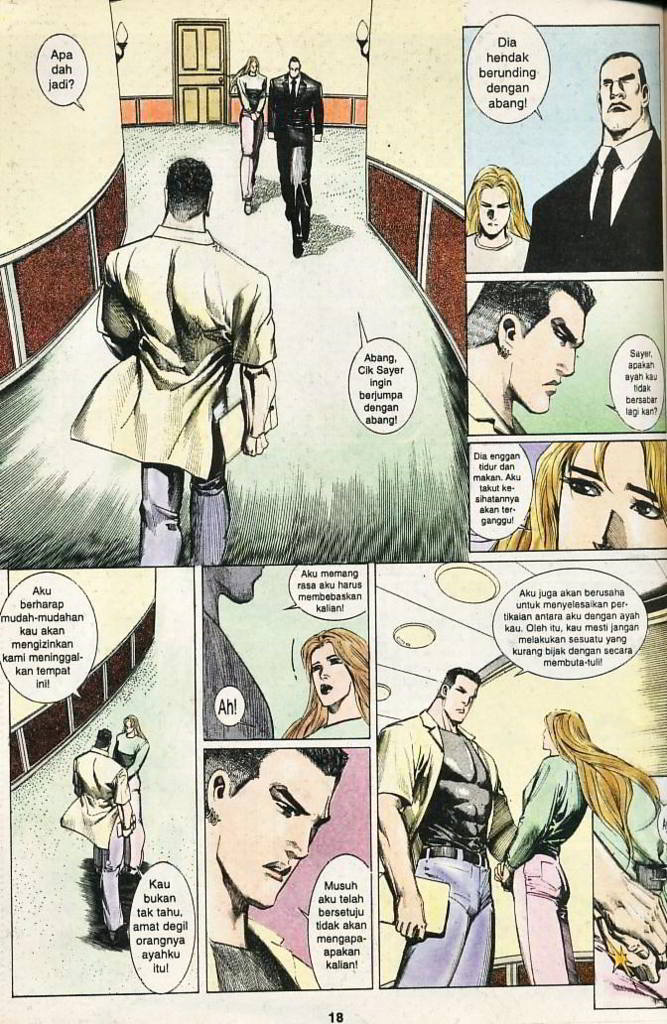 Apa
dah
jadi?
Abang,
Cik Sayer
ingin
berjumpa
dengan
abang!
Dia
hendak
berunding
dengan
abang!
Sayer,
apakah
ayah kau
tidak
bersabar
lagi kan?
Dia enggan
tidur dan
makan. Aku
takut ke-
sihatannya
akan ter-
ganggu!
Aku
berharap
mudah-mudahan
kau akan
mengizinkan
kami meninggal-
kan tempat
ini!
Kau
bukan
tak tahu,
amat degil
orangnya
ayahku
itu!
Aku memang
rasa aku harus
membebaskan
kalian!
Ah!
Musuh
aku telah
bersetuju
tidak akan
mengapa-
apakan
kalian!
Aku juga akan berusaha
untuk menyelesaikan per-
tikaian antara aku dengan ayah
kau. Oleh itu, kau mesti jangan
melakukan sesuatu yang
kurang bijak dengan secara
membuta-tuli!
18